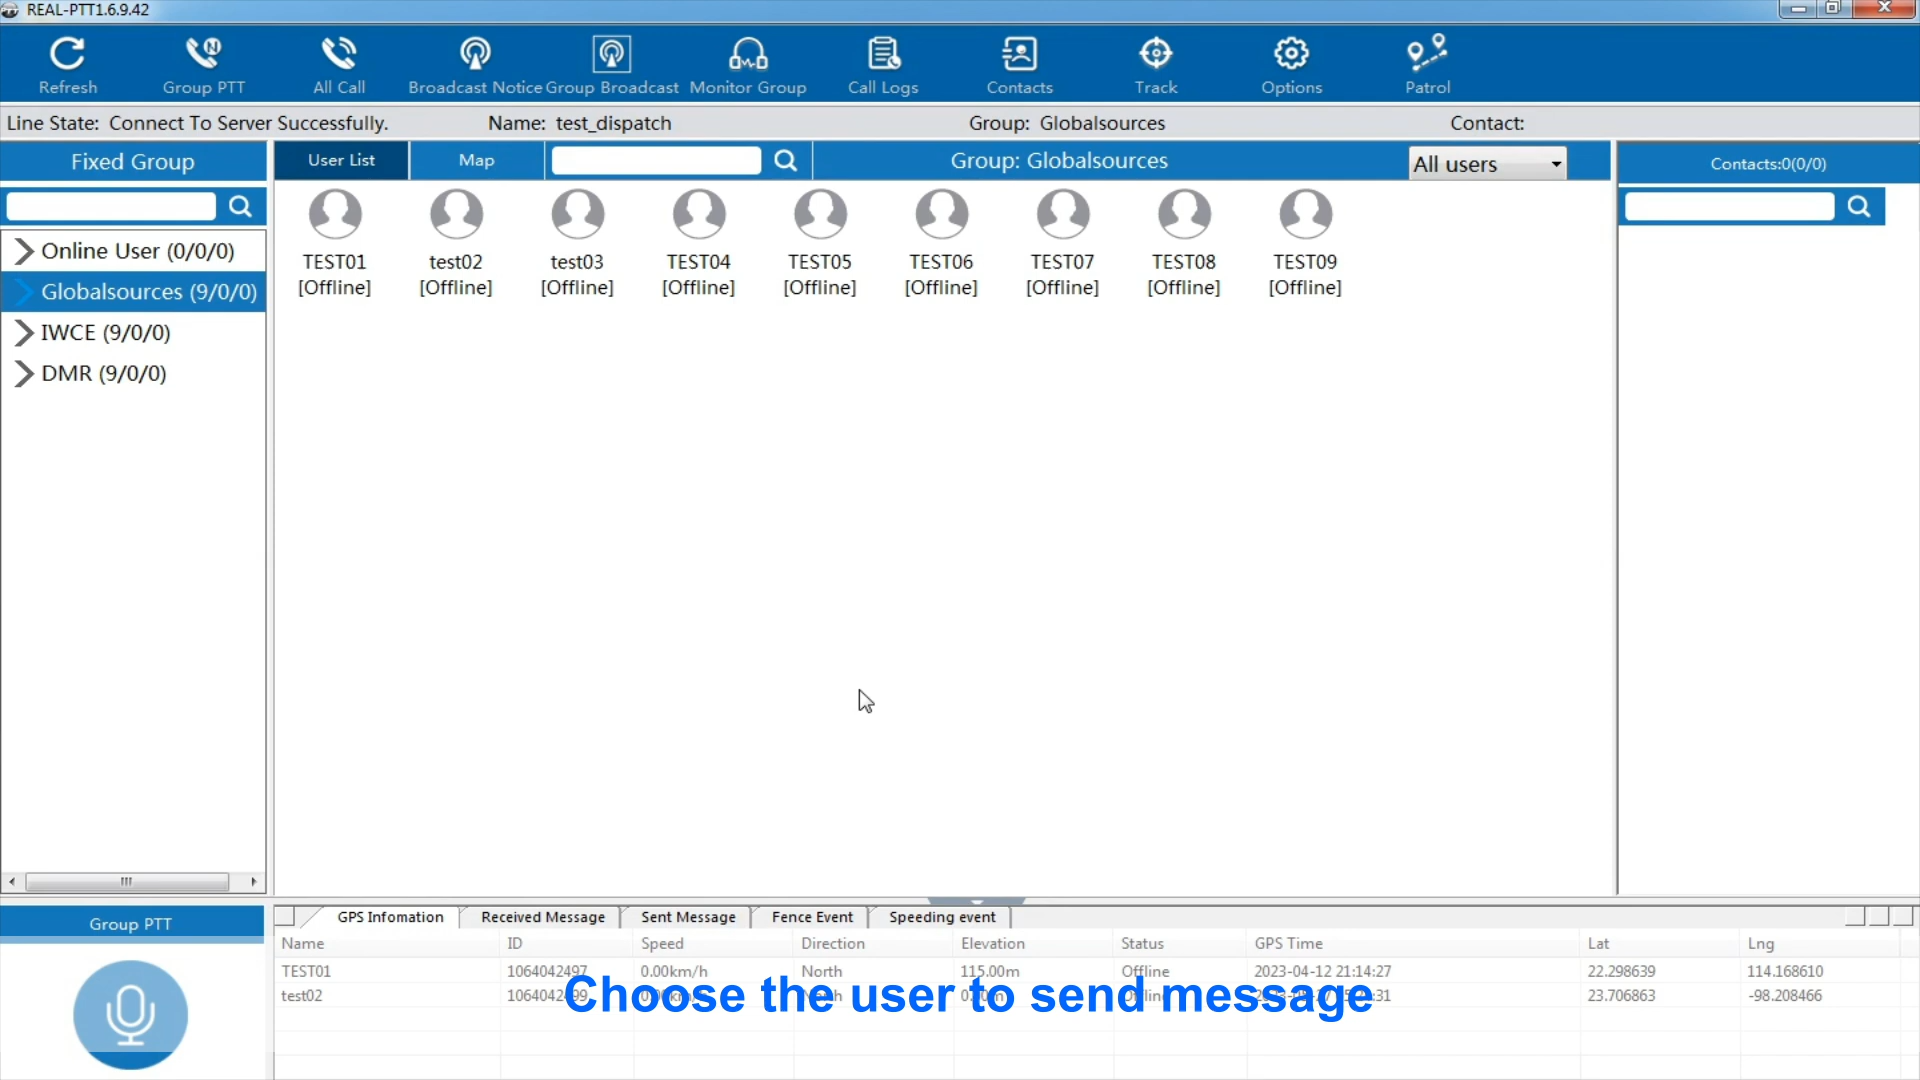 REAL-PTT1.6.9.42
Refresh
Group PTT
All Call
Broadcast Notice
Group Broadcast
Monitor Group
Call Logs
Contacts
Track
Options
Patrol
Line State: Connect To Server Successfully.
Name: test_dispatch
Group: Globalsources
Contact:
Fixed Group
User List
Map
Group: Globalsources
All users
Contacts:0(0/0)
Online User (0/0/0)
Globalsources (9/0/0)
IWCE (9/0/0)
DMR (9/0/0)
TEST01
[Offline]
test02
[Offline]
test03
[Offline]
TEST04
[Offline]
TEST05
[Offline]
TEST06
[Offline]
TEST07
[Offline]
TEST08
[Offline]
TEST09
[Offline]
Group PTT
GPS Infomation
Received Message
Sent Message
Fence Event
Speeding event
Name ID Speed Direction Elevation Status GPS Time Lat Lng
TEST01 1064042497 0.00km/h North 115.00m Offline 2023-04-12 21:14:27 22.298639 114.168610
test02 23.706863 -98.208466
Choose the user to send message